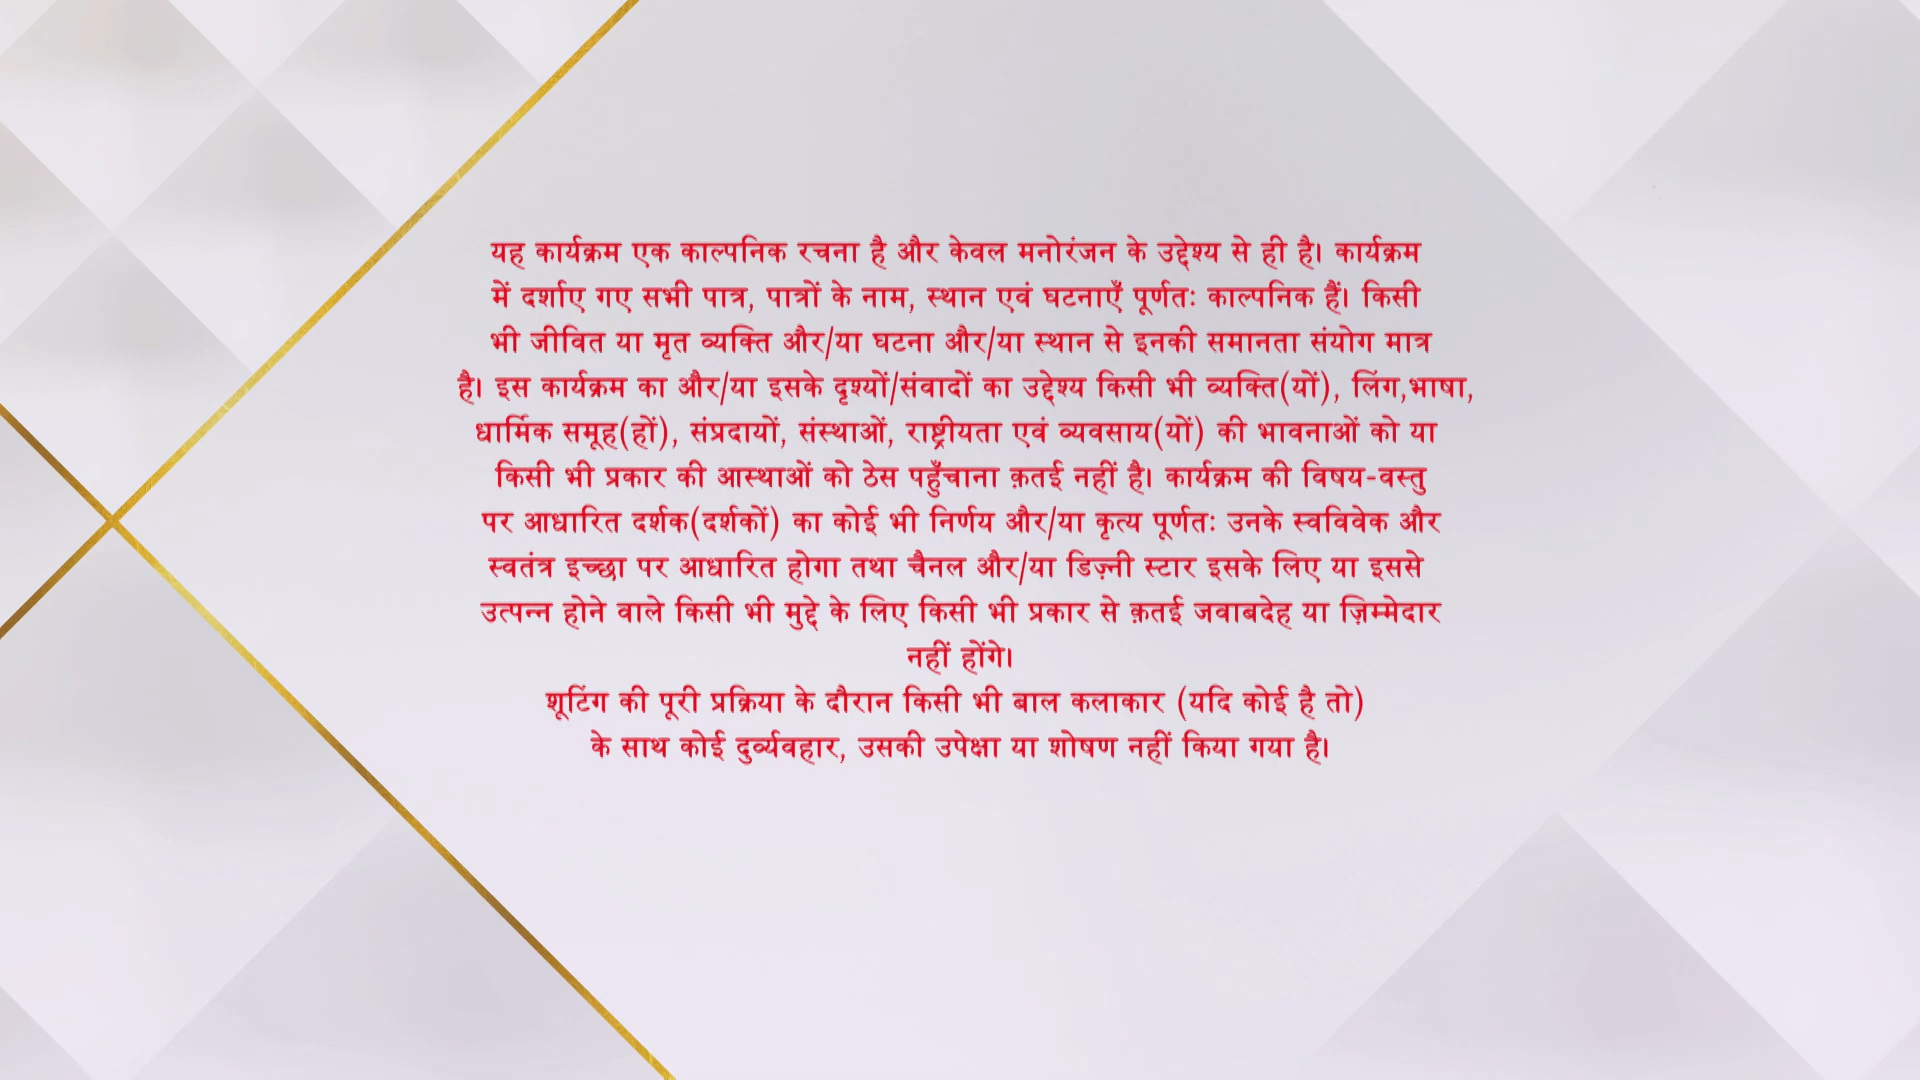 यह कार्यक्रम एक काल्पनिक रचना है और केवल मनोरंजन के उद्देश्य से ही है। कार्यक्रम
में दर्शाए गए सभी पात्र, पात्रों के नाम, स्थान एवं घटनाएँ पूर्णतः काल्पनिक हैं। किसी
भी जीवित या मृत व्यक्ति और/या घटना और/या स्थान से इनकी समानता संयोग मात्र
है। इस कार्यक्रम का और/या इसके दृश्यों/संवादों का उद्देश्य किसी भी व्यक्ति(यों), लिंग,भाषा,
धार्मिक समूह(हों), संप्रदायों, संस्थाओं, राष्ट्रीयता एवं व्यवसाय(यों) की भावनाओं को या
किसी भी प्रकार की आस्थाओं को ठेस पहुँचाना क़तई नहीं है। कार्यक्रम की विषय-वस्तु
पर आधारित दर्शक(दर्शकों) का कोई भी निर्णय और/या कृत्य पूर्णतः उनके स्वविवेक और
स्वतंत्र इच्छा पर आधारित होगा तथा चैनल और/या डिज़्नी स्टार इसके लिए या इससे
उत्पन्न होने वाले किसी भी मुद्दे के लिए किसी भी प्रकार से क़तई जवाबदेह या ज़िम्मेदार
नहीं होंगे।
शूटिंग की पूरी प्रक्रिया के दौरान किसी भी बाल कलाकार (यदि कोई है तो)
के साथ कोई दुर्व्यवहार, उसकी उपेक्षा या शोषण नहीं किया गया है।